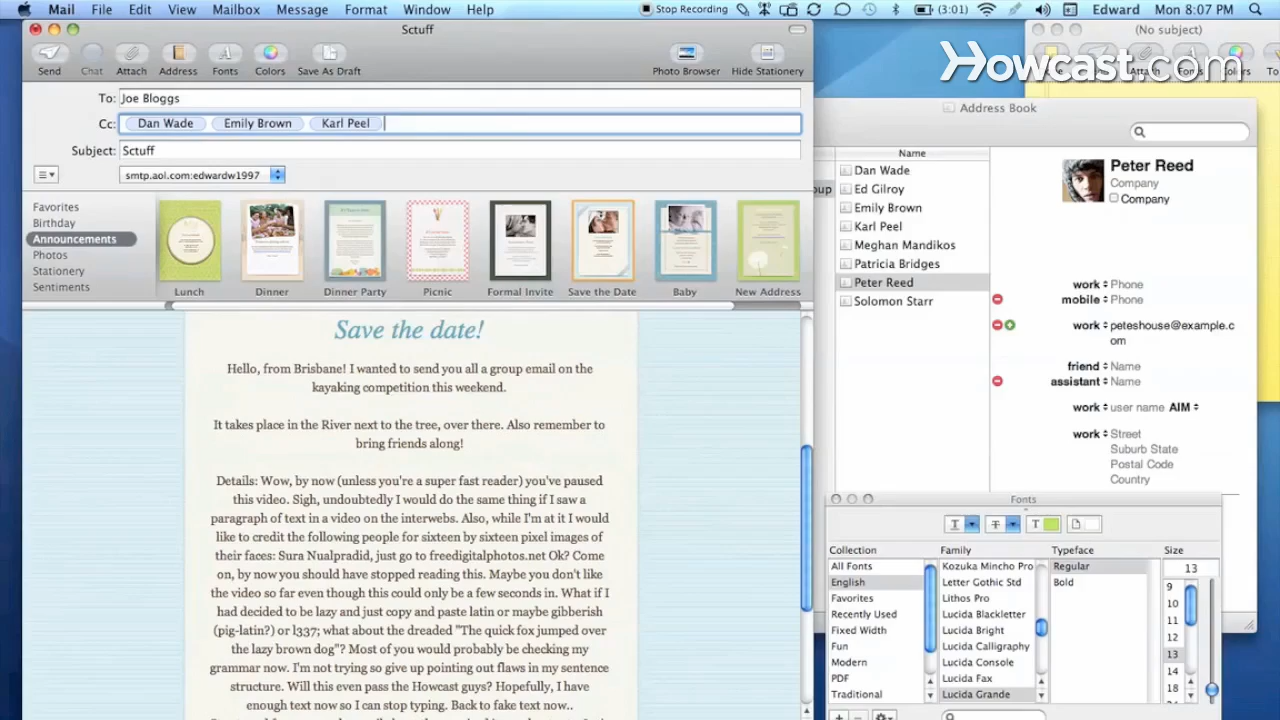 Mail File Edit View Mailbox Message Format Window Help Stop Recording (3:01) Edward Mon 8:07 PM
Sctuff
(No subject)
Howcast.com
Send Chat Attach Address Fonts Colors Save As Draft Photo Browser Hide Stationery
To: Joe Bloggs
Cc: Dan Wade Emily Brown Karl Peel
Subject: Sctuff
smtp.aol.com:edwardw1997
Favorites
Birthday
Announcements
Photos
Stationery
Sentiments
Lunch Dinner Dinner Party Picnic Formal Invite Save the Date Baby New Address
Save the date!
Hello, from Brisbane! I wanted to send you all a group email on the
kayaking competition this weekend.
It takes place in the River next to the tree, over there. Also remember to
bring friends along!
Details: Wow, by now (unless you're a super fast reader) you've paused
this video. Sigh, undoubtedly I would do the same thing if I saw a
paragraph of text in a video on the interwebs. Also, while I'm at it I would
like to credit the following people for sixteen by sixteen pixel images of
their faces: Sura Nualpradid, just go to freedigitalphotos.net Ok? Come
on, by now you should have stopped reading this. Maybe you don't like
the video so far even though this could only be a few seconds in. What if I
had decided to be lazy and just copy and paste latin or maybe gibberish
(pig-latin?) or l337; what about the dreaded "The quick fox jumped over
the lazy brown dog"? Most of you would probably be checking my
grammar now. I'm not trying so give up pointing out flaws in my sentence
structure. Will this even pass the Howcast guys? Hopefully, I have
enough text now so I can stop typing. Back to fake text now..
Address Book
Name
Dan Wade
Ed Gilroy
Emily Brown
Karl Peel
Meghan Mandikos
Patricia Bridges
Peter Reed
Solomon Starr
Peter Reed
Company
Company
work Phone
mobile Phone
work peteshouse@example.c
om
friend Name
assistant Name
work user name AIM
work Street
Suburb State
Postal Code
Country
Fonts
Collection Family Typeface Size
All Fonts
English
Favorites
Recently Used
Fixed Width
Fun
Modern
PDF
Traditional
Kozuka Mincho Pro
Letter Gothic Std
Lithos Pro
Lucida Blackletter
Lucida Bright
Lucida Calligraphy
Lucida Console
Lucida Fax
Lucida Grande
Regular
Bold
13
9
10
11
12
13
14
18